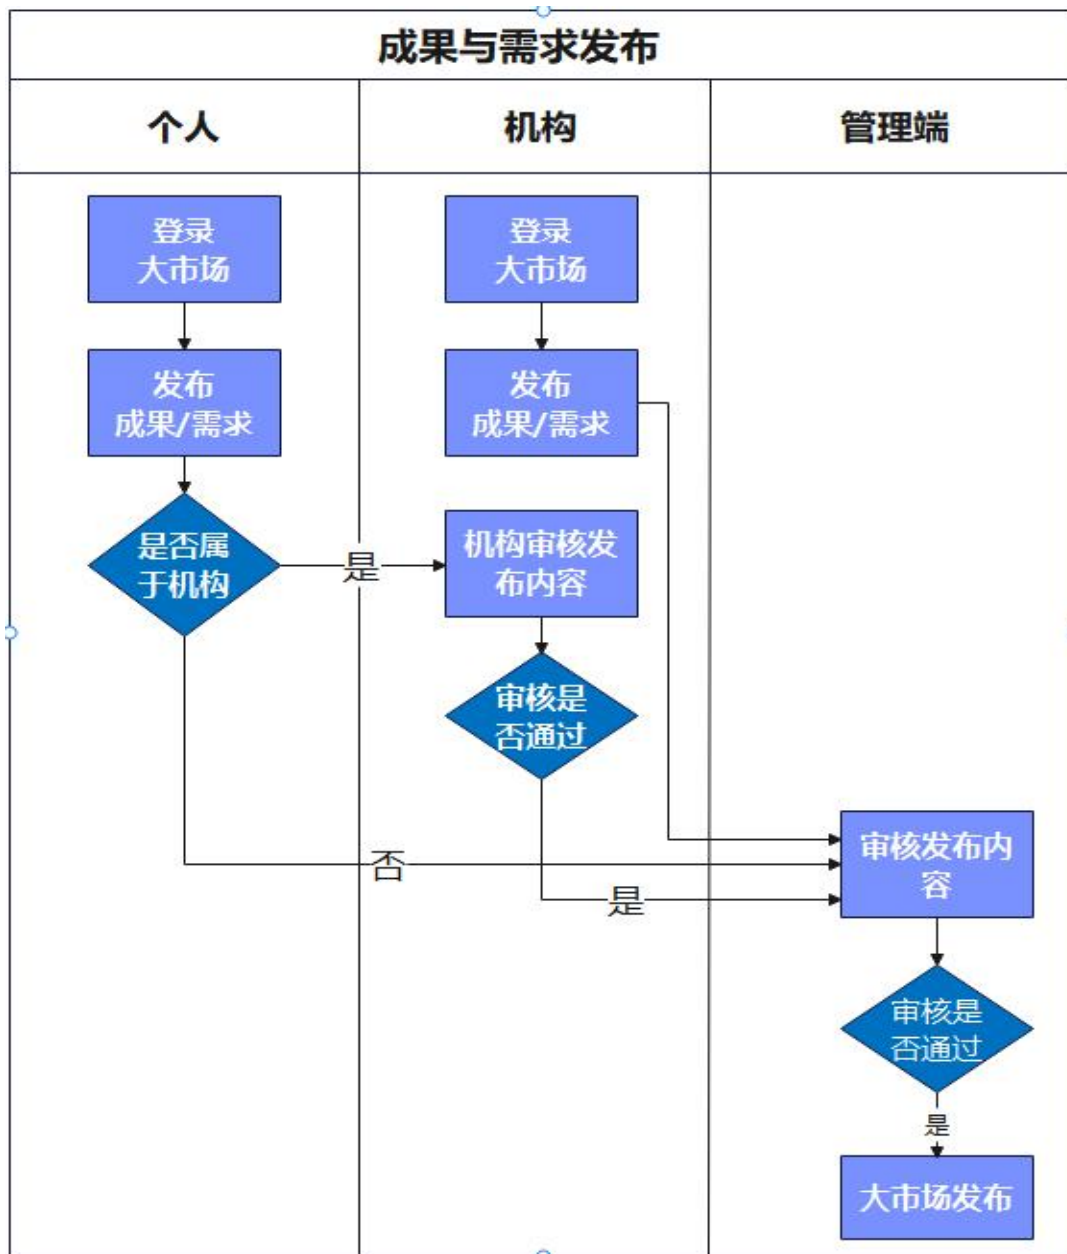 成果与需求发布
个人
机构
管理端
登录
大市场
登录
大市场
发布
成果/需求
发布
成果/需求
是否属
于机构
是
机构审核发
布内容
审核是
否通过
否
是
审核发布内
容
审核是
否通过
是
大市场发布